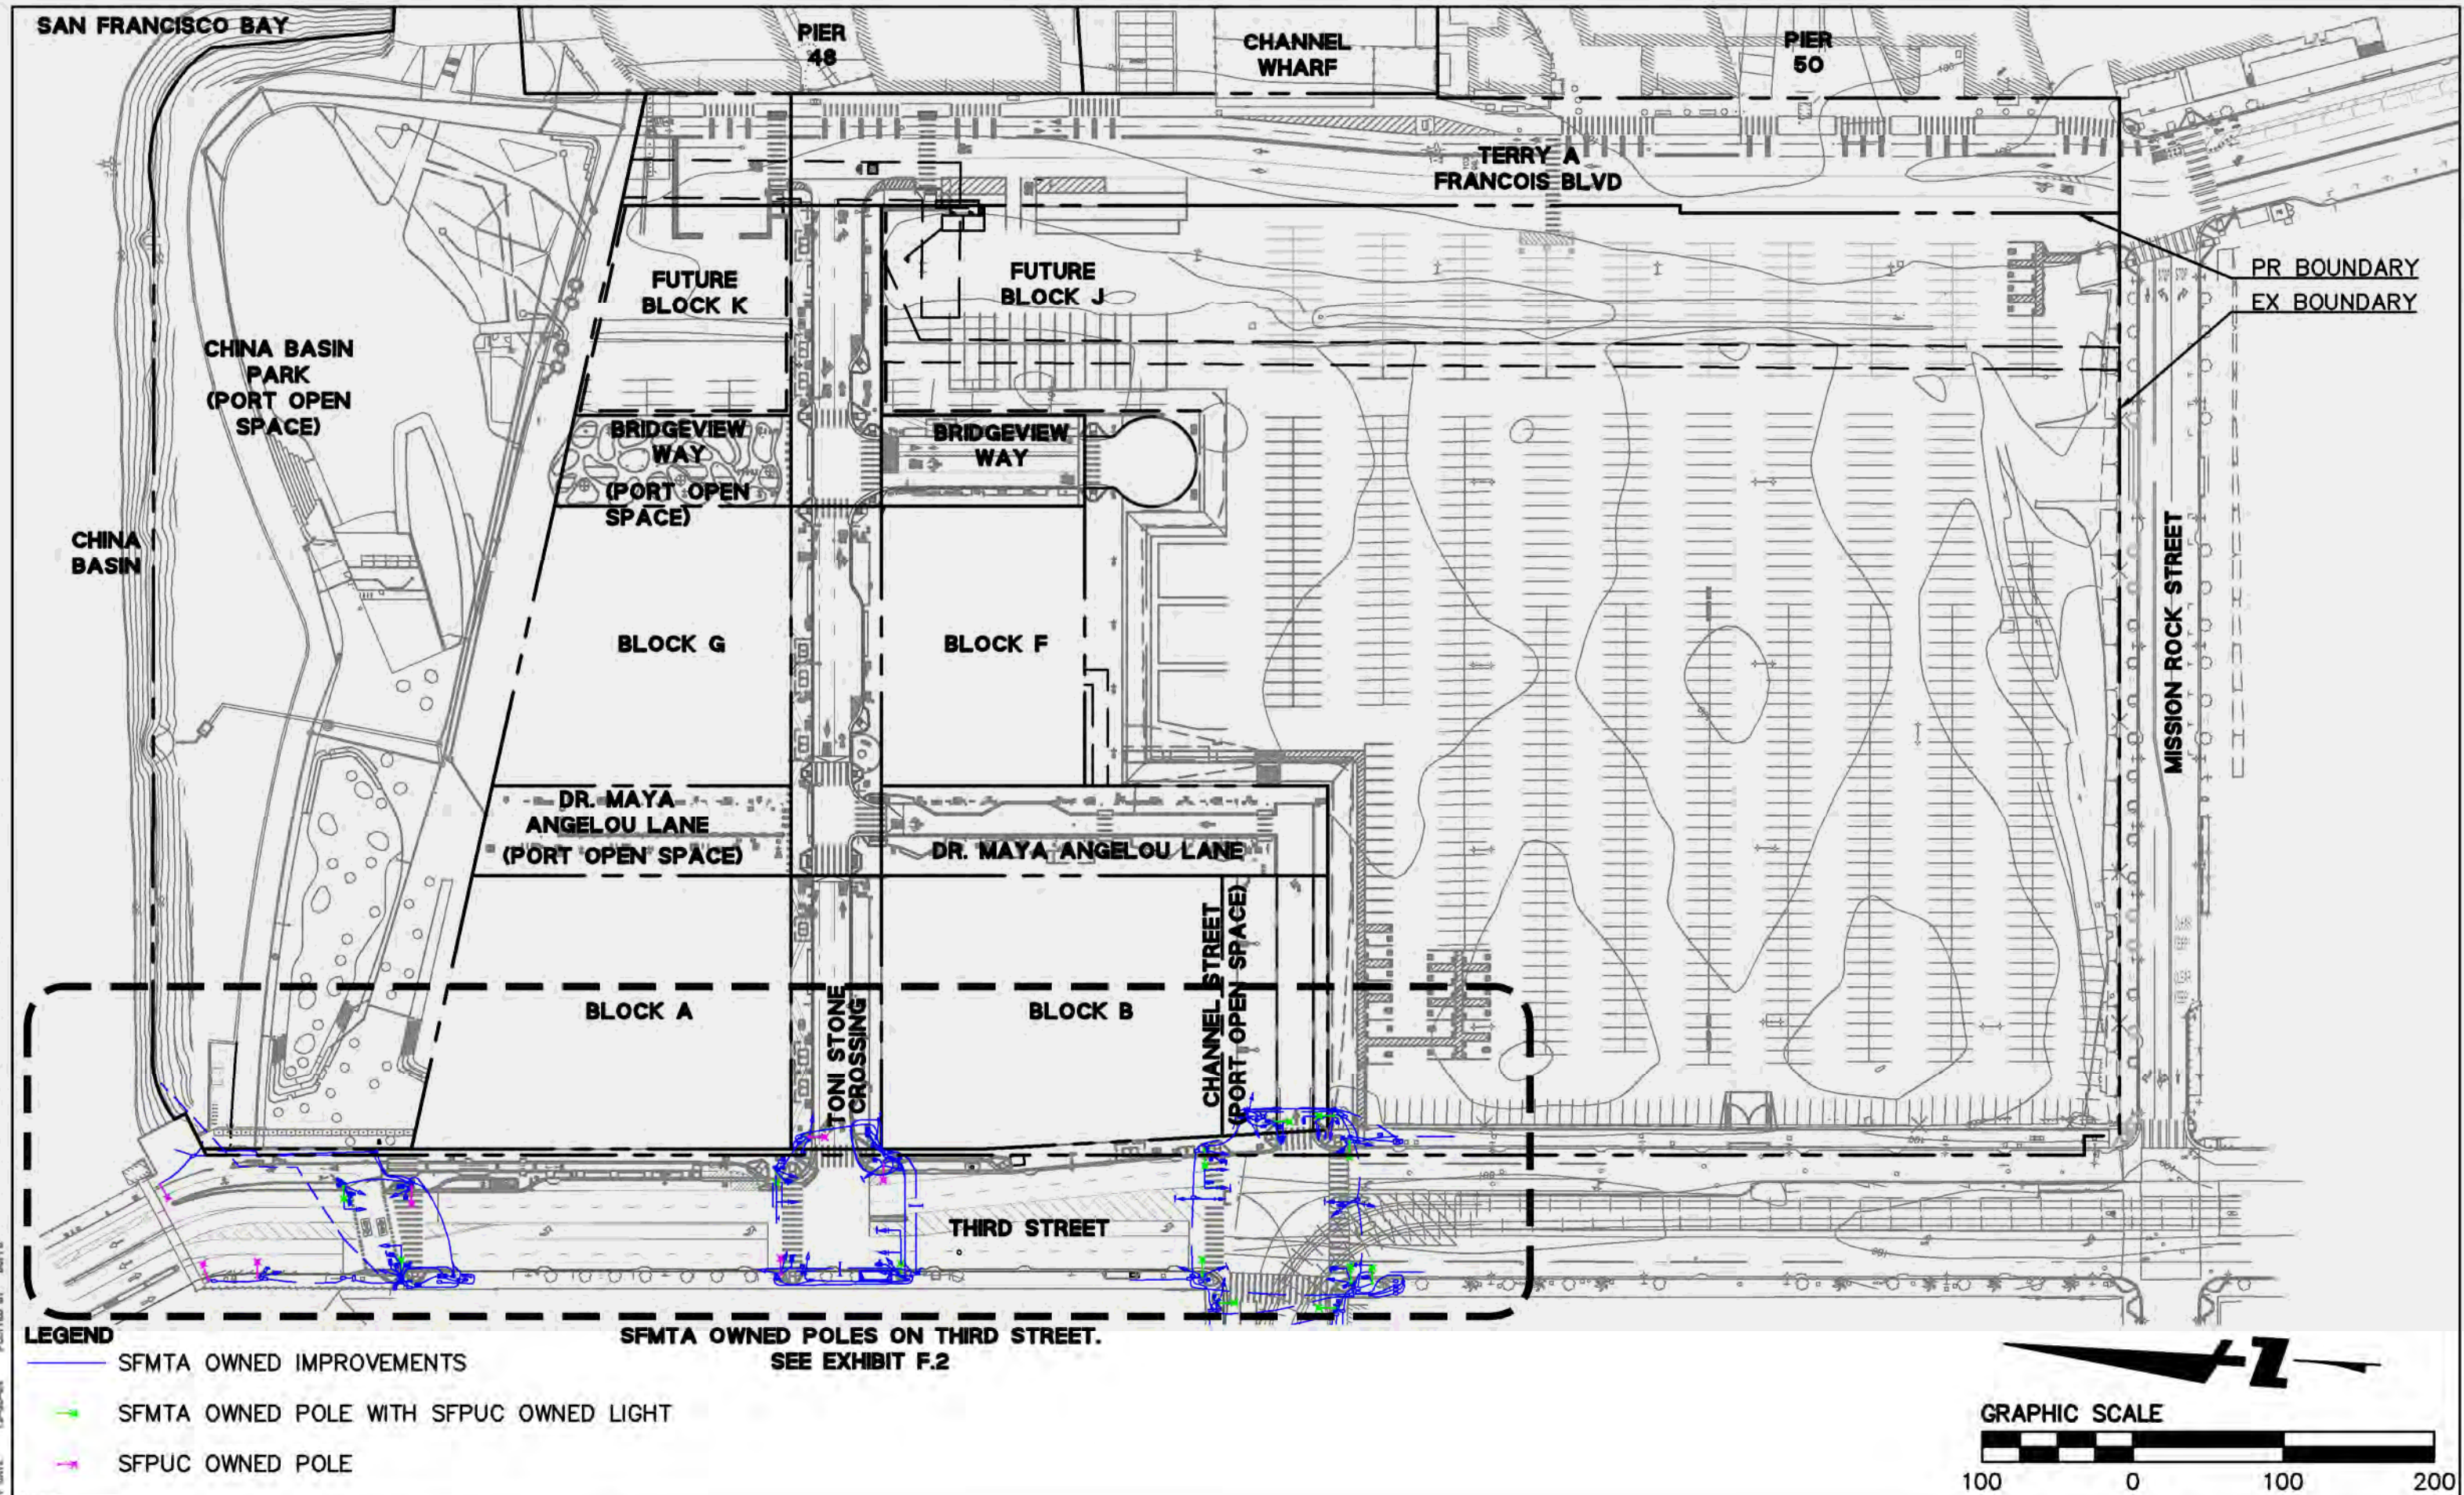 SAN FRANCISCO BAY
PIER
48
CHANNEL
WHARF
PIER
50
TERRY A
FRANCOIS BLVD
PR BOUNDARY
EX BOUNDARY
FUTURE
BLOCK K
FUTURE
BLOCK J
CHINA BASIN
PARK
(PORT OPEN
SPACE)
BRIDGEVIEW
WAY
(PORT OPEN
SPACE)
BRIDGEVIEW
WAY
CHINA
BASIN
MISSION ROCK STREET
BLOCK G
BLOCK F
DR. MAYA
ANGELOU LANE
(PORT OPEN SPACE)
DR. MAYA ANGELOU LANE
CHANNEL STREET
(PORT OPEN SPACE)
BLOCK A
TONI STONE
CROSSING
BLOCK B
THIRD STREET
SFMTA OWNED POLES ON THIRD STREET.
SEE EXHIBIT F.2
LEGEND
SFMTA OWNED IMPROVEMENTS
SFMTA OWNED POLE WITH SFPUC OWNED LIGHT
SFPUC OWNED POLE
Z
GRAPHIC SCALE
100 0 100 200